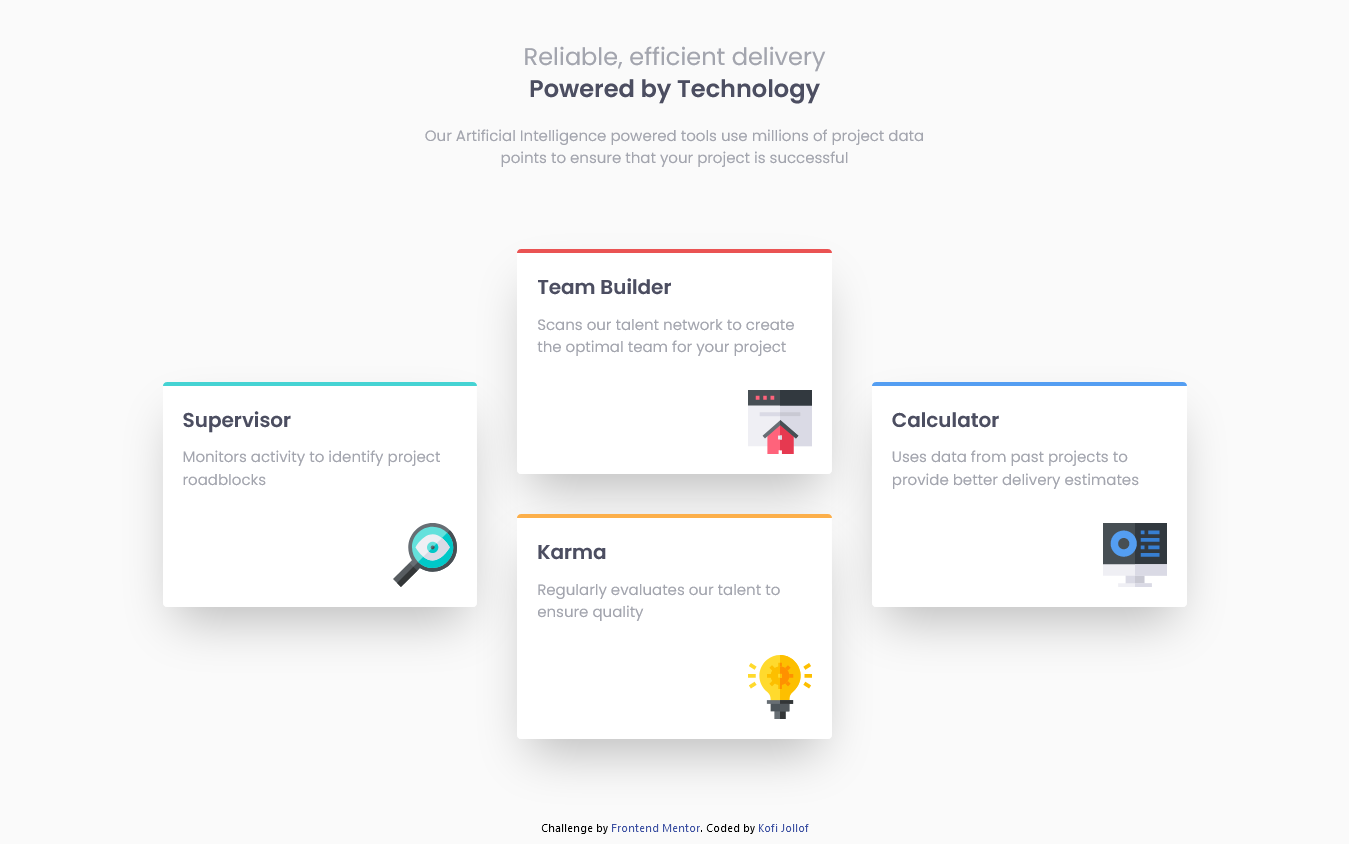 Reliable, efficient delivery
Powered by Technology
Our Artificial Intelligence powered tools use millions of project data
points to ensure that your project is successful
Supervisor
Monitors activity to identify project
roadblocks
Team Builder
Scans our talent network to create
the optimal team for your project
Karma
Regularly evaluates our talent to
ensure quality
Calculator
Uses data from past projects to
provide better delivery estimates
Challenge by Frontend Mentor. Coded by Kofi Jollof